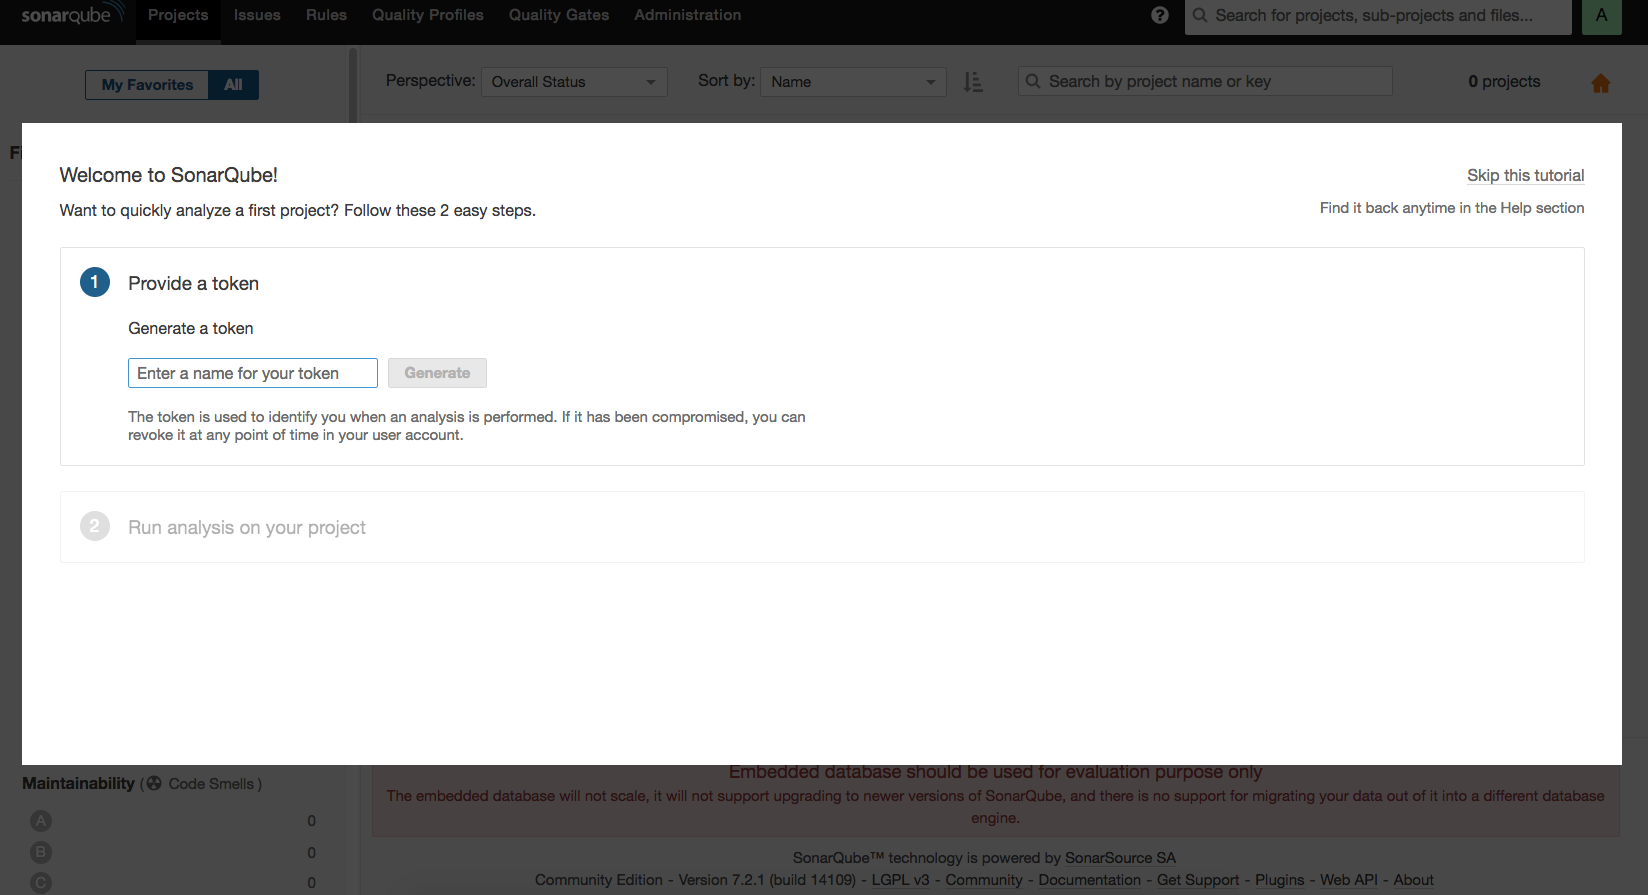 sonarqube Projects Issues Rules Quality Profiles Quality Gates Administration ? Search for projects, sub-projects and files... A
My Favorites All Perspective: Overall Status Sort by: Name Search by project name or key 0 projects
Welcome to SonarQube! Skip this tutorial
Want to quickly analyze a first project? Follow these 2 easy steps. Find it back anytime in the Help section
1 Provide a token
Generate a token
Enter a name for your token Generate
The token is used to identify you when an analysis is performed. If it has been compromised, you can
revoke it at any point of time in your user account.
2 Run analysis on your project
Maintainability ( Code Smells )
A 0
B 0
C 0
Embedded database should be used for evaluation purpose only
The embedded database will not scale, it will not support upgrading to newer versions of SonarQube, and there is no support for migrating your data out of it into a different database
engine.
SonarQube™ technology is powered by SonarSource SA
Community Edition - Version 7.2.1 (build 14109) - LGPL v3 - Community - Documentation - Get Support - Plugins - Web API - About